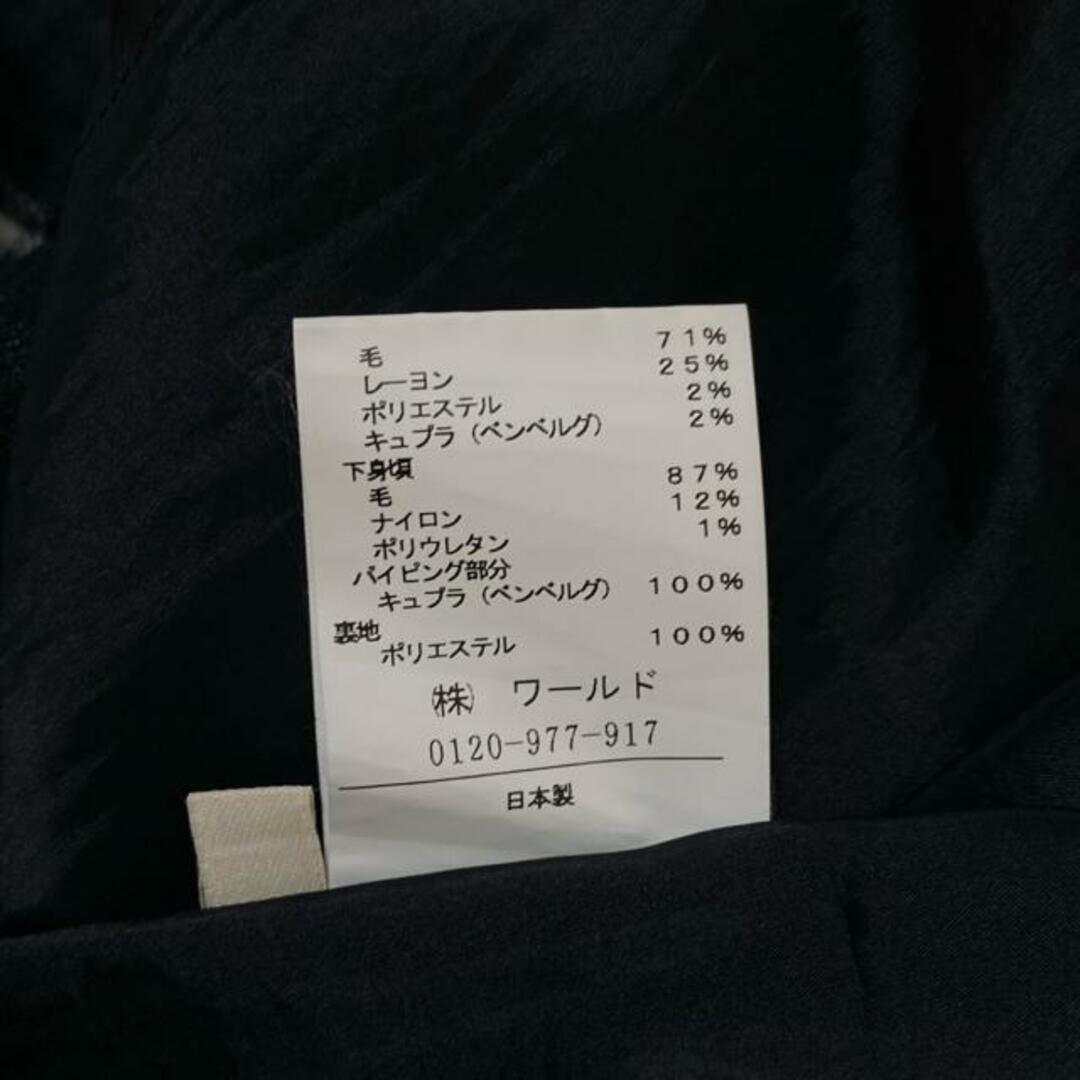 毛 71%
レーヨン 25%
ポリエステル 2%
キュプラ（ベンベルグ） 2%
下身頃
毛 87%
ナイロン 12%
ポリウレタン 1%
パイピング部分
キュプラ（ベンベルグ） 100%
裏地
ポリエステル 100%
㈱ ワールド
0120-977-917
日本製